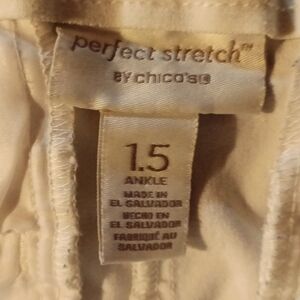 perfect stretch™
BY chico's®
1.5
ANKLE
MADE IN
EL SALVADOR
HECHO EN
EL SALVADOR
FABRIQUÉ AU
SALVADOR